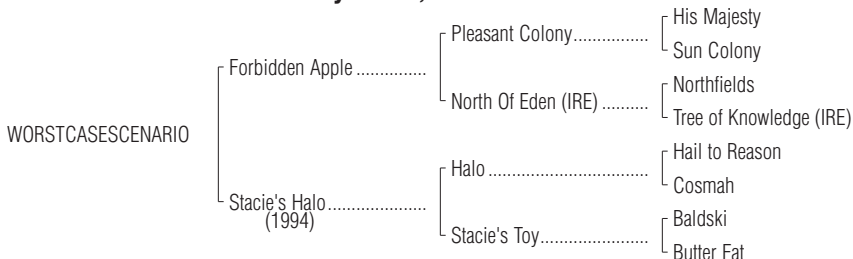 His Majesty
Pleasant Colony................
Sun Colony
Forbidden Apple ...............
Northfields
North Of Eden (IRE) ..........
Tree of Knowledge (IRE)
WORSTCASESCENARIO
Hail to Reason
Halo ..................................
Cosmah
Stacie's Halo.....................
(1994)
Baldski
Stacie's Toy.......................
Butter Fat